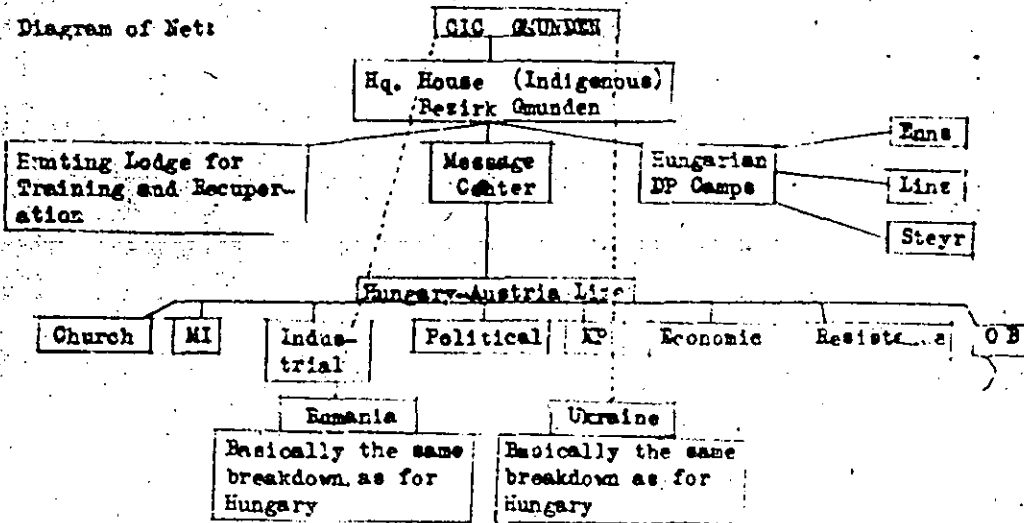 Diagram of Net:
CIC GMUNDEN
Hq. House (Indigenous)
Bezirk Gmunden
Hunting Lodge for
Training and Recuper-
ation
Message
Center
Hungarian
DP Camps
Enns
Linz
Steyr
Hungary-Austria Line
Church
MI
Indus-
trial
Political
KP
Economic
O B
Rumania
Ukraine
Basically the same
breakdown as for
Hungary
Basically the same
breakdown as for
Hungary